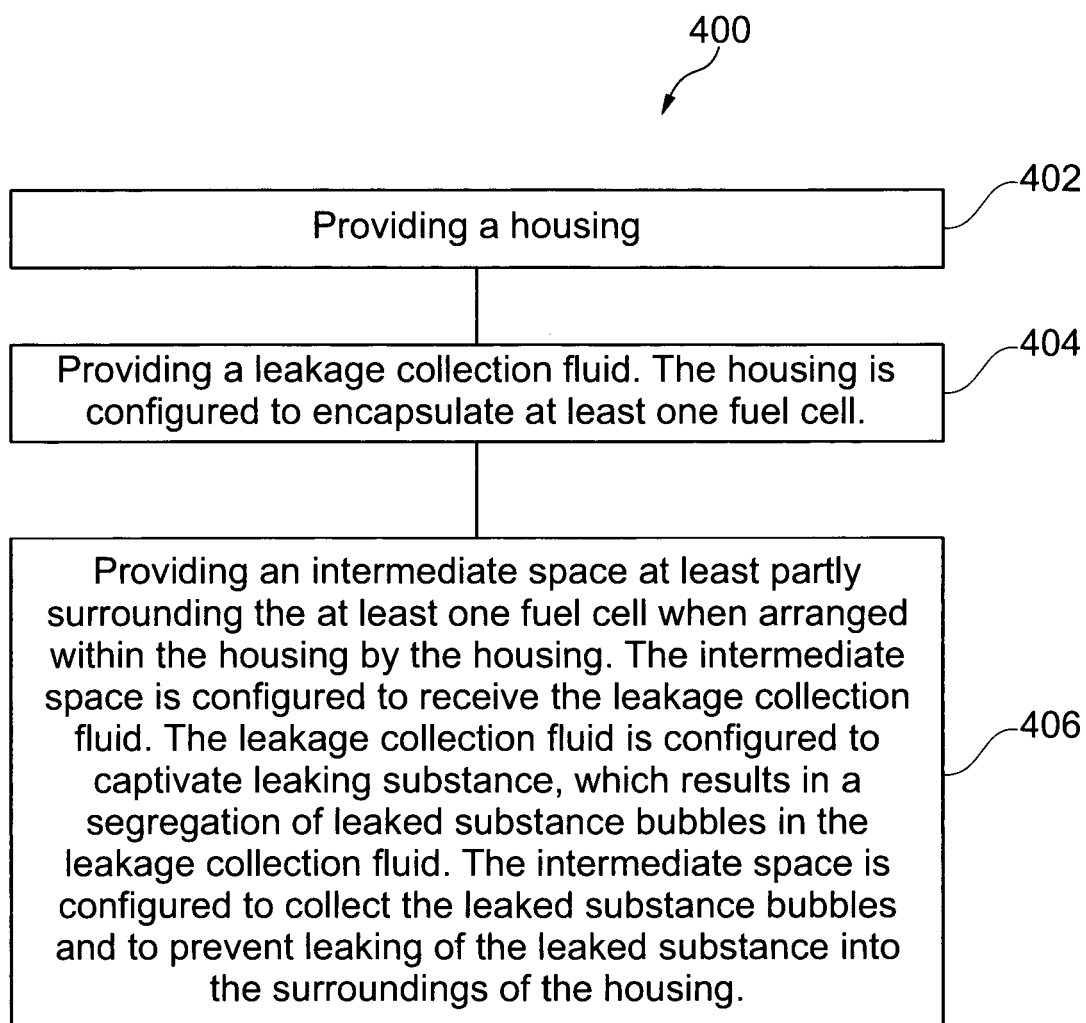 400
402
Providing a housing
404
Providing a leakage collection fluid. The housing is
configured to encapsulate at least one fuel cell.
Providing an intermediate space at least partly
surrounding the at least one fuel cell when arranged
within the housing by the housing. The intermediate
space is configured to receive the leakage collection
fluid. The leakage collection fluid is configured to
captivate leaking substance, which results in a
segregation of leaked substance bubbles in the
leakage collection fluid. The intermediate space is
configured to collect the leaked substance bubbles
and to prevent leaking of the leaked substance into
the surroundings of the housing.
406